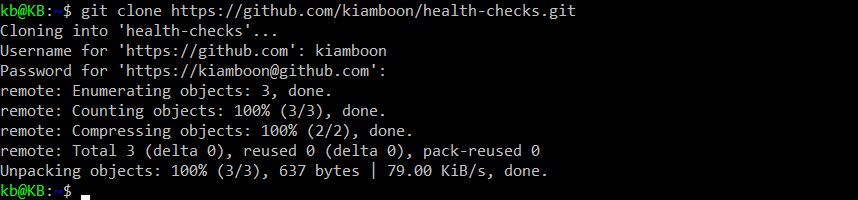 kb@KB:~$ git clone https://github.com/kiamboon/health-checks.git
Cloning into 'health-checks'...
Username for 'https://github.com': kiamboon
Password for 'https://kiamboon@github.com':
remote: Enumerating objects: 3, done.
remote: Counting objects: 100% (3/3), done.
remote: Compressing objects: 100% (2/2), done.
remote: Total 3 (delta 0), reused 0 (delta 0), pack-reused 0
Unpacking objects: 100% (3/3), 637 bytes | 79.00 KiB/s, done.
kb@KB:~$